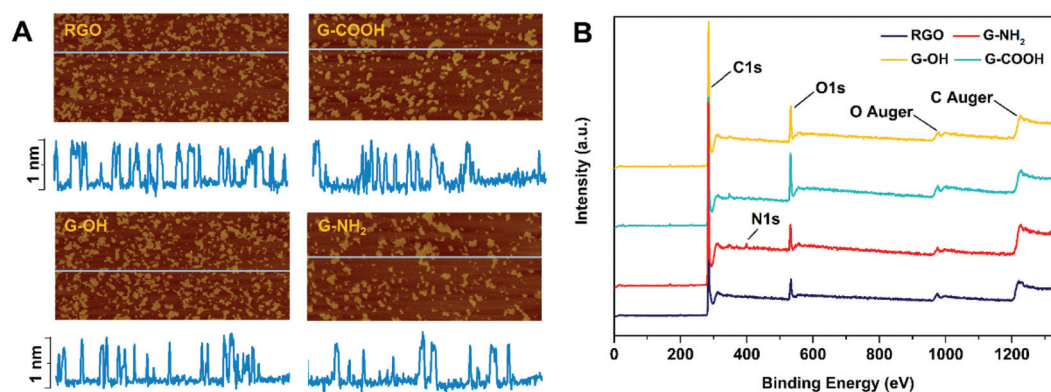 A
RGO
G-COOH
1 nm
G-OH
G-NH₂
1 nm
B
RGO
G-NH₂
G-OH
G-COOH
C1s
O1s
O Auger
C Auger
N1s
Intensity (a.u.)
0 200 400 600 800 1000 1200
Binding Energy (eV)